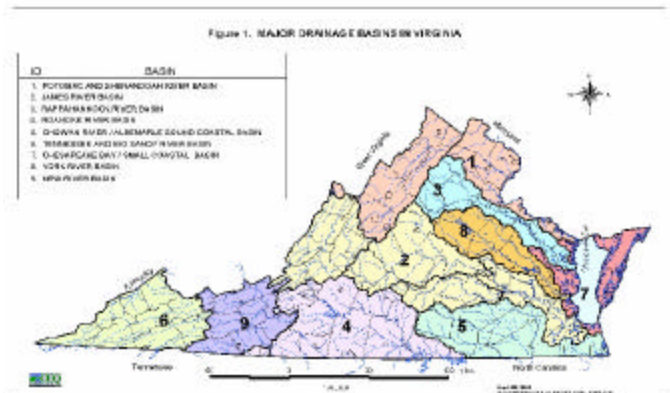 Figure 1. MAJOR DRAINAGE BASINS IN VIRGINIA
ID BASIN
1. POTOMAC AND SHENANDOAH RIVER BASIN
2. JAMES RIVER BASIN
3. RAPPAHANNOCK RIVER BASIN
4. ROANOKE RIVER BASIN
5. CHOWAN RIVER / ALBEMARLE SOUND COASTAL BASIN
6. TENNESSEE AND BIG SANDY RIVER BASIN
7. CHESAPEAKE BAY / SMALL COASTAL BASIN
8. YORK RIVER BASIN
9. NEW RIVER BASIN
Maryland
West Virginia
1
3
8
2
Kentucky
7
6
9
4
5
Tennessee
North Carolina
DEQ